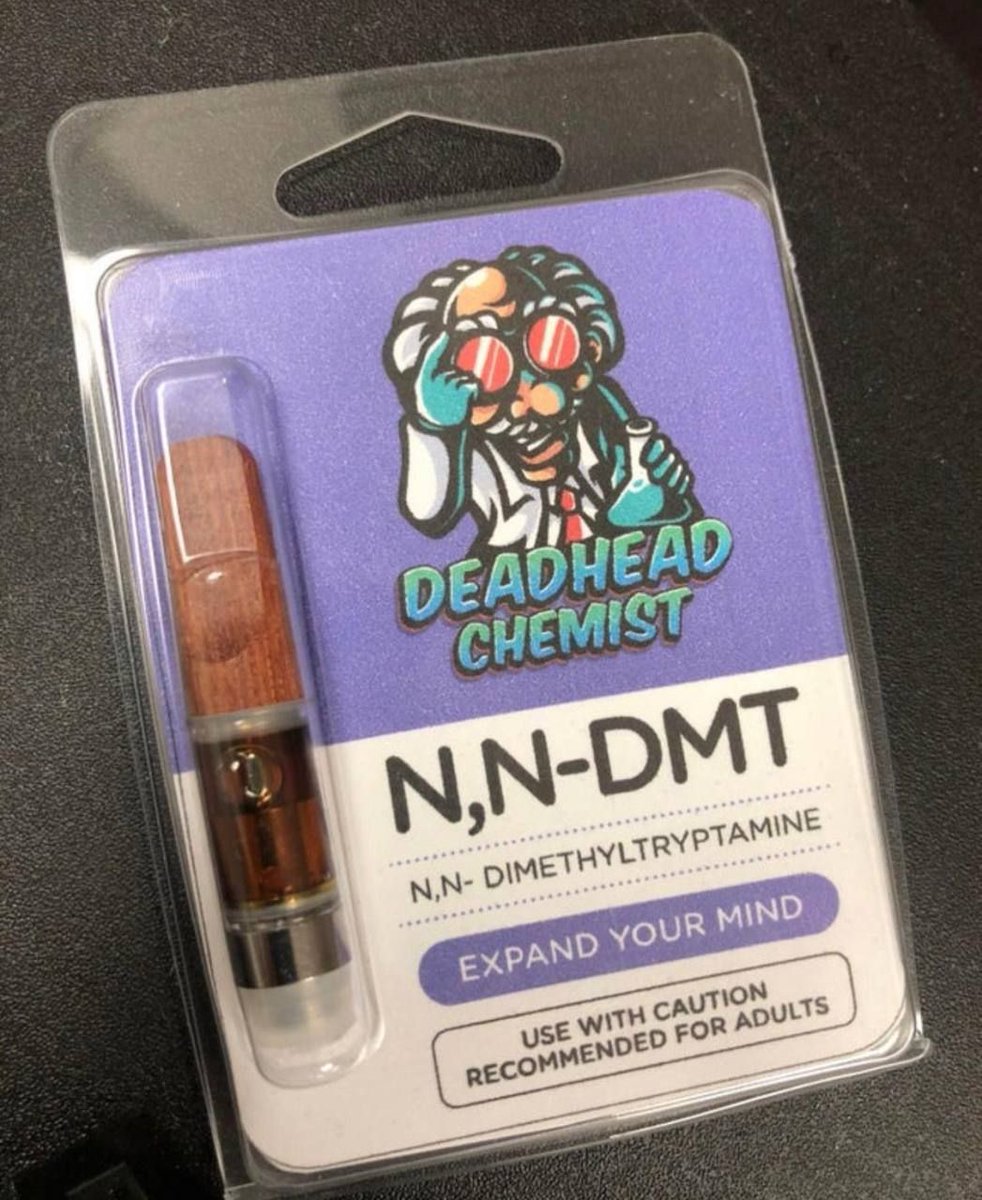 DEADHEAD
CHEMIST
N,N-DMT
N,N- DIMETHYLTRYPTAMINE
EXPAND YOUR MIND
USE WITH CAUTION
RECOMMENDED FOR ADULTS